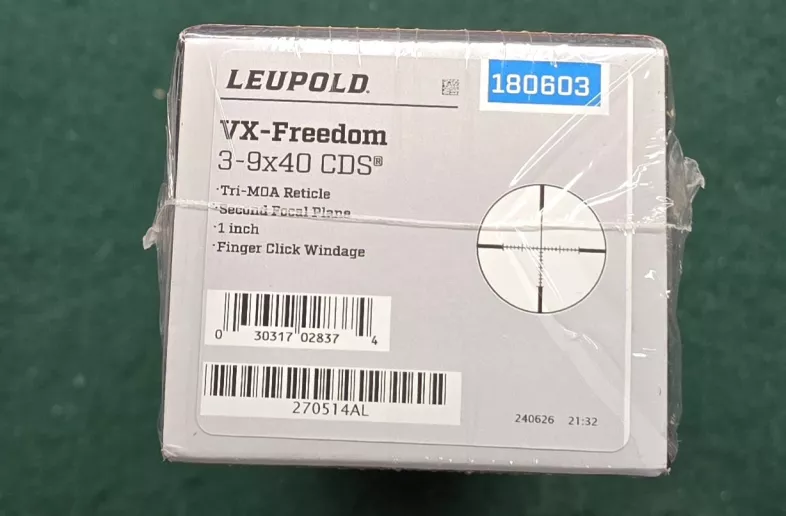 LEUPOLD.
180603
VX-Freedom
3-9x40 CDS®
·Tri-MOA Reticle
·Second Focal Plane
·1 inch
·Finger Click Windage
0 30317 02837 4
270514AL
240626 21:32